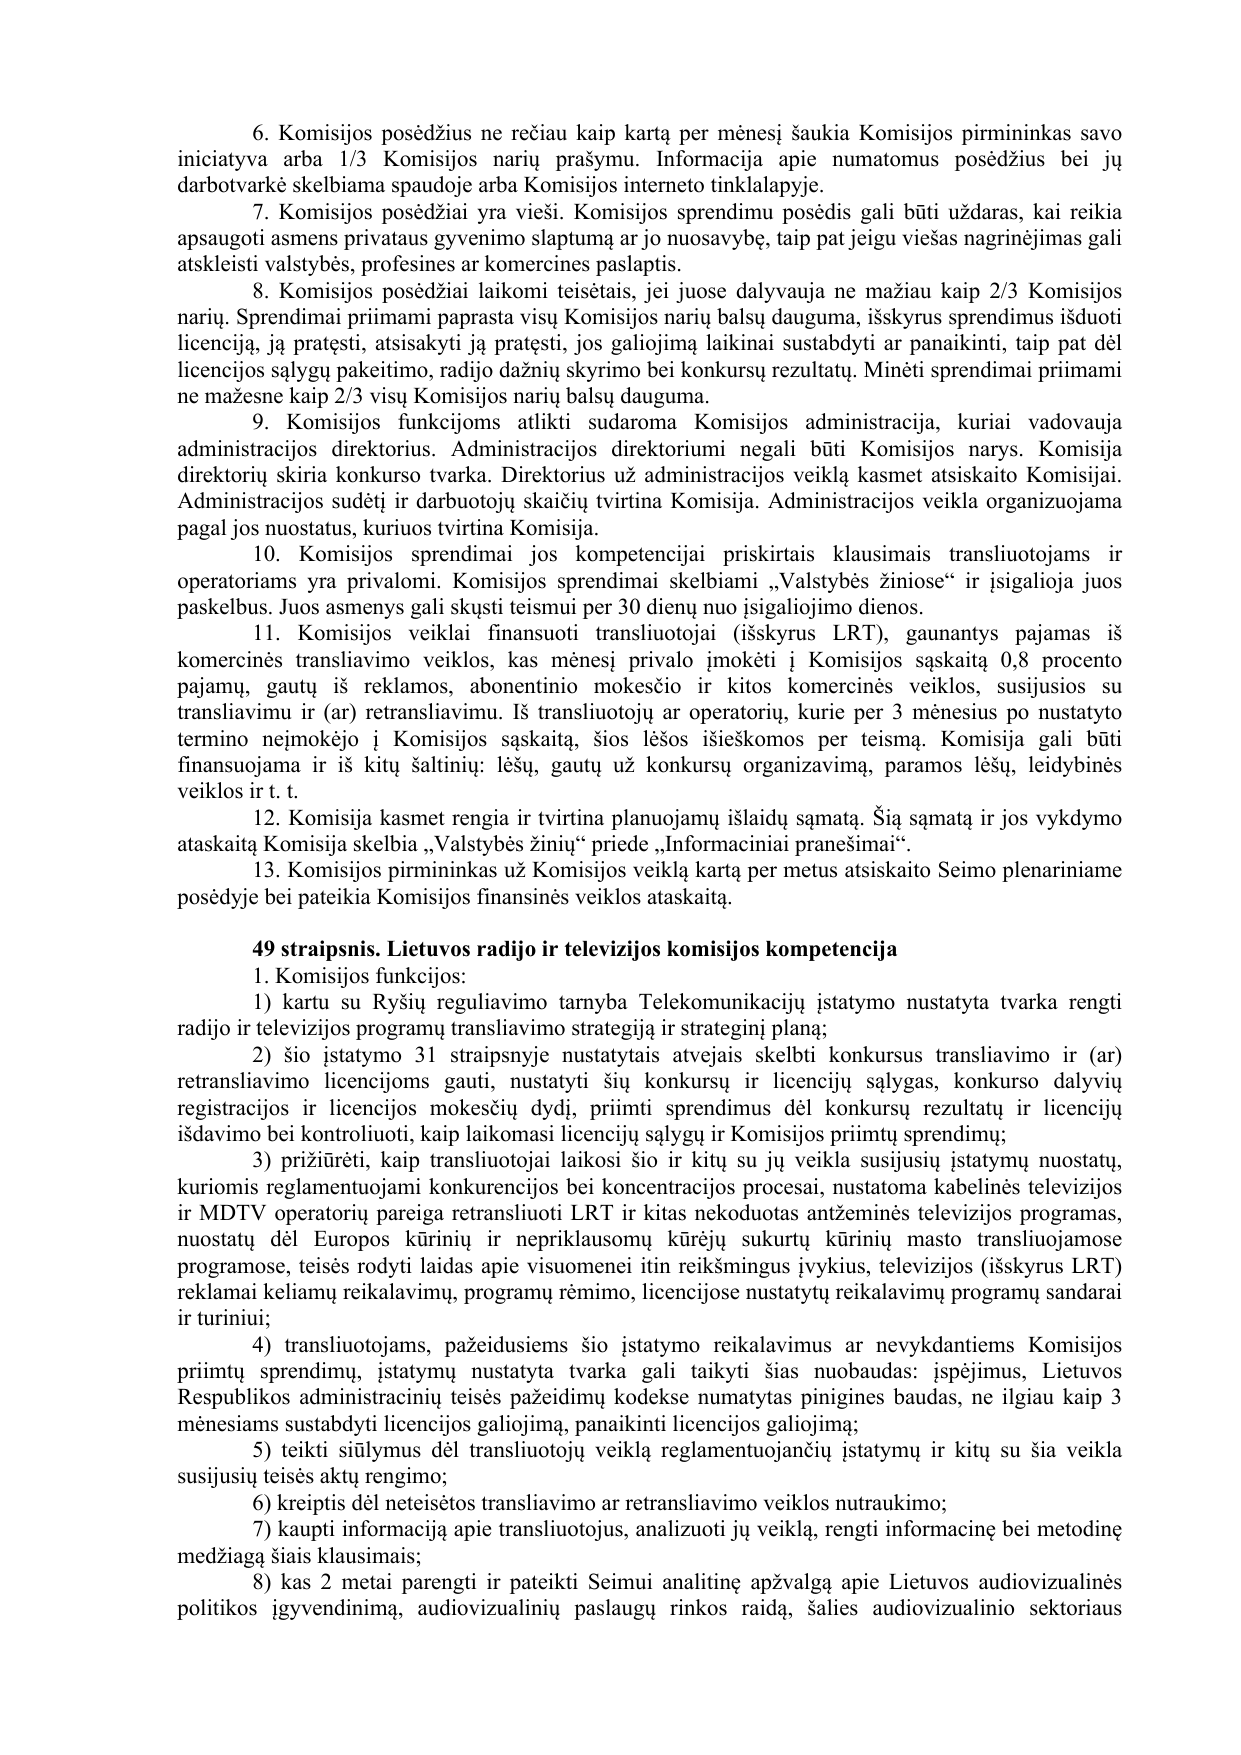 6. Komisijos posėdžius ne rečiau kaip kartą per mėnesį šaukia Komisijos pirmininkas savo
iniciatyva arba 1/3 Komisijos narių prašymu. Informacija apie numatomus posėdžius bei jų
darbotvarkė skelbiama spaudoje arba Komisijos interneto tinklalapyje.
7. Komisijos posėdžiai yra vieši. Komisijos sprendimu posėdis gali būti uždaras, kai reikia
apsaugoti asmens privataus gyvenimo slaptumą ar jo nuosavybę, taip pat jeigu viešas nagrinėjimas gali
atskleisti valstybės, profesines ar komercines paslaptis.
8. Komisijos posėdžiai laikomi teisėtais, jei juose dalyvauja ne mažiau kaip 2/3 Komisijos
narių. Sprendimai priimami paprasta visų Komisijos narių balsų dauguma, išskyrus sprendimus išduoti
licenciją, ją pratęsti, atsisakyti ją pratęsti, jos galiojimą laikinai sustabdyti ar panaikinti, taip pat dėl
licencijos sąlygų pakeitimo, radijo dažnių skyrimo bei konkursų rezultatų. Minėti sprendimai priimami
ne mažesne kaip 2/3 visų Komisijos narių balsų dauguma.
9. Komisijos funkcijoms atlikti sudaroma Komisijos administracija, kuriai vadovauja
administracijos direktorius. Administracijos direktoriumi negali būti Komisijos narys. Komisija
direktorių skiria konkurso tvarka. Direktorius už administracijos veiklą kasmet atsiskaito Komisijai.
Administracijos sudėtį ir darbuotojų skaičių tvirtina Komisija. Administracijos veikla organizuojama
pagal jos nuostatus, kuriuos tvirtina Komisija.
10. Komisijos sprendimai jos kompetencijai priskirtais klausimais transliuotojams ir
operatoriams yra privalomi. Komisijos sprendimai skelbiami „Valstybės žiniose“ ir įsigalioja juos
paskelbus. Juos asmenys gali skųsti teismui per 30 dienų nuo įsigaliojimo dienos.
11. Komisijos veiklai finansuoti transliuotojai (išskyrus LRT), gaunantys pajamas iš
komercinės transliavimo veiklos, kas mėnesį privalo įmokėti į Komisijos sąskaitą 0,8 procento
pajamų, gautų iš reklamos, abonentinio mokesčio ir kitos komercinės veiklos, susijusios su
transliavimu ir (ar) retransliavimu. Iš transliuotojų ar operatorių, kurie per 3 mėnesius po nustatyto
termino neįmokėjo į Komisijos sąskaitą, šios lėšos išieškomos per teismą. Komisija gali būti
finansuojama ir iš kitų šaltinių: lėšų, gautų už konkursų organizavimą, paramos lėšų, leidybinės
veiklos ir t. t.
12. Komisija kasmet rengia ir tvirtina planuojamų išlaidų sąmatą. Šią sąmatą ir jos vykdymo
ataskaitą Komisija skelbia „Valstybės žinių“ priede „Informaciniai pranešimai“.
13. Komisijos pirmininkas už Komisijos veiklą kartą per metus atsiskaito Seimo plenariniame
posėdyje bei pateikia Komisijos finansinės veiklos ataskaitą.
49 straipsnis. Lietuvos radijo ir televizijos komisijos kompetencija
1. Komisijos funkcijos:
1) kartu su Ryšių reguliavimo tarnyba Telekomunikacijų įstatymo nustatyta tvarka rengti
radijo ir televizijos programų transliavimo strategiją ir strateginį planą;
2) šio įstatymo 31 straipsnyje nustatytais atvejais skelbti konkursus transliavimo ir (ar)
retransliavimo licencijoms gauti, nustatyti šių konkursų ir licencijų sąlygas, konkurso dalyvių
registracijos ir licencijos mokesčių dydį, priimti sprendimus dėl konkursų rezultatų ir licencijų
išdavimo bei kontroliuoti, kaip laikomasi licencijų sąlygų ir Komisijos priimtų sprendimų;
3) prižiūrėti, kaip transliuotojai laikosi šio ir kitų su jų veikla susijusių įstatymų nuostatų,
kuriomis reglamentuojami konkurencijos bei koncentracijos procesai, nustatoma kabelinės televizijos
ir MDTV operatorių pareiga retransliuoti LRT ir kitas nekoduotas antžeminės televizijos programas,
nuostatų dėl Europos kūrinių ir nepriklausomų kūrėjų sukurtų kūrinių masto transliuojamose
programose, teisės rodyti laidas apie visuomenei itin reikšmingus įvykius, televizijos (išskyrus LRT)
reklamai keliamų reikalavimų, programų rėmimo, licencijose nustatytų reikalavimų programų sandarai
ir turiniui;
4) transliuotojams, pažeidusiems šio įstatymo reikalavimus ar nevykdantiems Komisijos
priimtų sprendimų, įstatymų nustatyta tvarka gali taikyti šias nuobaudas: įspėjimus, Lietuvos
Respublikos administracinių teisės pažeidimų kodekse numatytas pinigines baudas, ne ilgiau kaip 3
mėnesiams sustabdyti licencijos galiojimą, panaikinti licencijos galiojimą;
5) teikti siūlymus dėl transliuotojų veiklą reglamentuojančių įstatymų ir kitų su šia veikla
susijusių teisės aktų rengimo;
6) kreiptis dėl neteisėtos transliavimo ar retransliavimo veiklos nutraukimo;
7) kaupti informaciją apie transliuotojus, analizuoti jų veiklą, rengti informacinę bei metodinę
medžiagą šiais klausimais;
8) kas 2 metai parengti ir pateikti Seimui analitinę apžvalgą apie Lietuvos audiovizualinės
politikos įgyvendinimą, audiovizualinių paslaugų rinkos raidą, šalies audiovizualinio sektoriaus